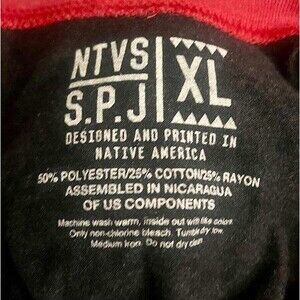 NTVS
S.P.J
XL
DESIGNED AND PRINTED IN
NATIVE AMERICA
50% POLYESTER/25% COTTON/25% RAYON
ASSEMBLED IN NICARAGUA
OF US COMPONENTS
Machine wash warm, inside out with like colors.
Only non-chlorine bleach. Tumble dry low.
Medium Iron. Do not dry clean